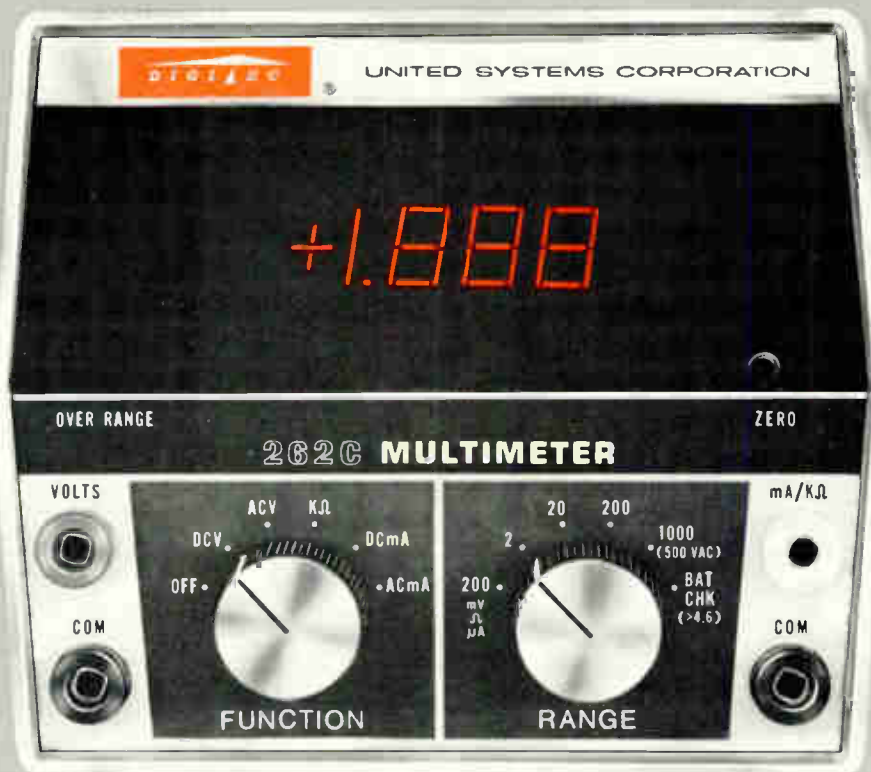 DIGITEC ® UNITED SYSTEMS CORPORATION
+1.888
OVER RANGE ZERO
262C MULTIMETER
VOLTS
COM
OFF
DCV
ACV
KΩ
DCmA
ACmA
FUNCTION
200
mV
Ω
μA
2
20
200
1000
(500 VAC)
BAT
CHK
(>4.6)
RANGE
mA/KΩ
COM